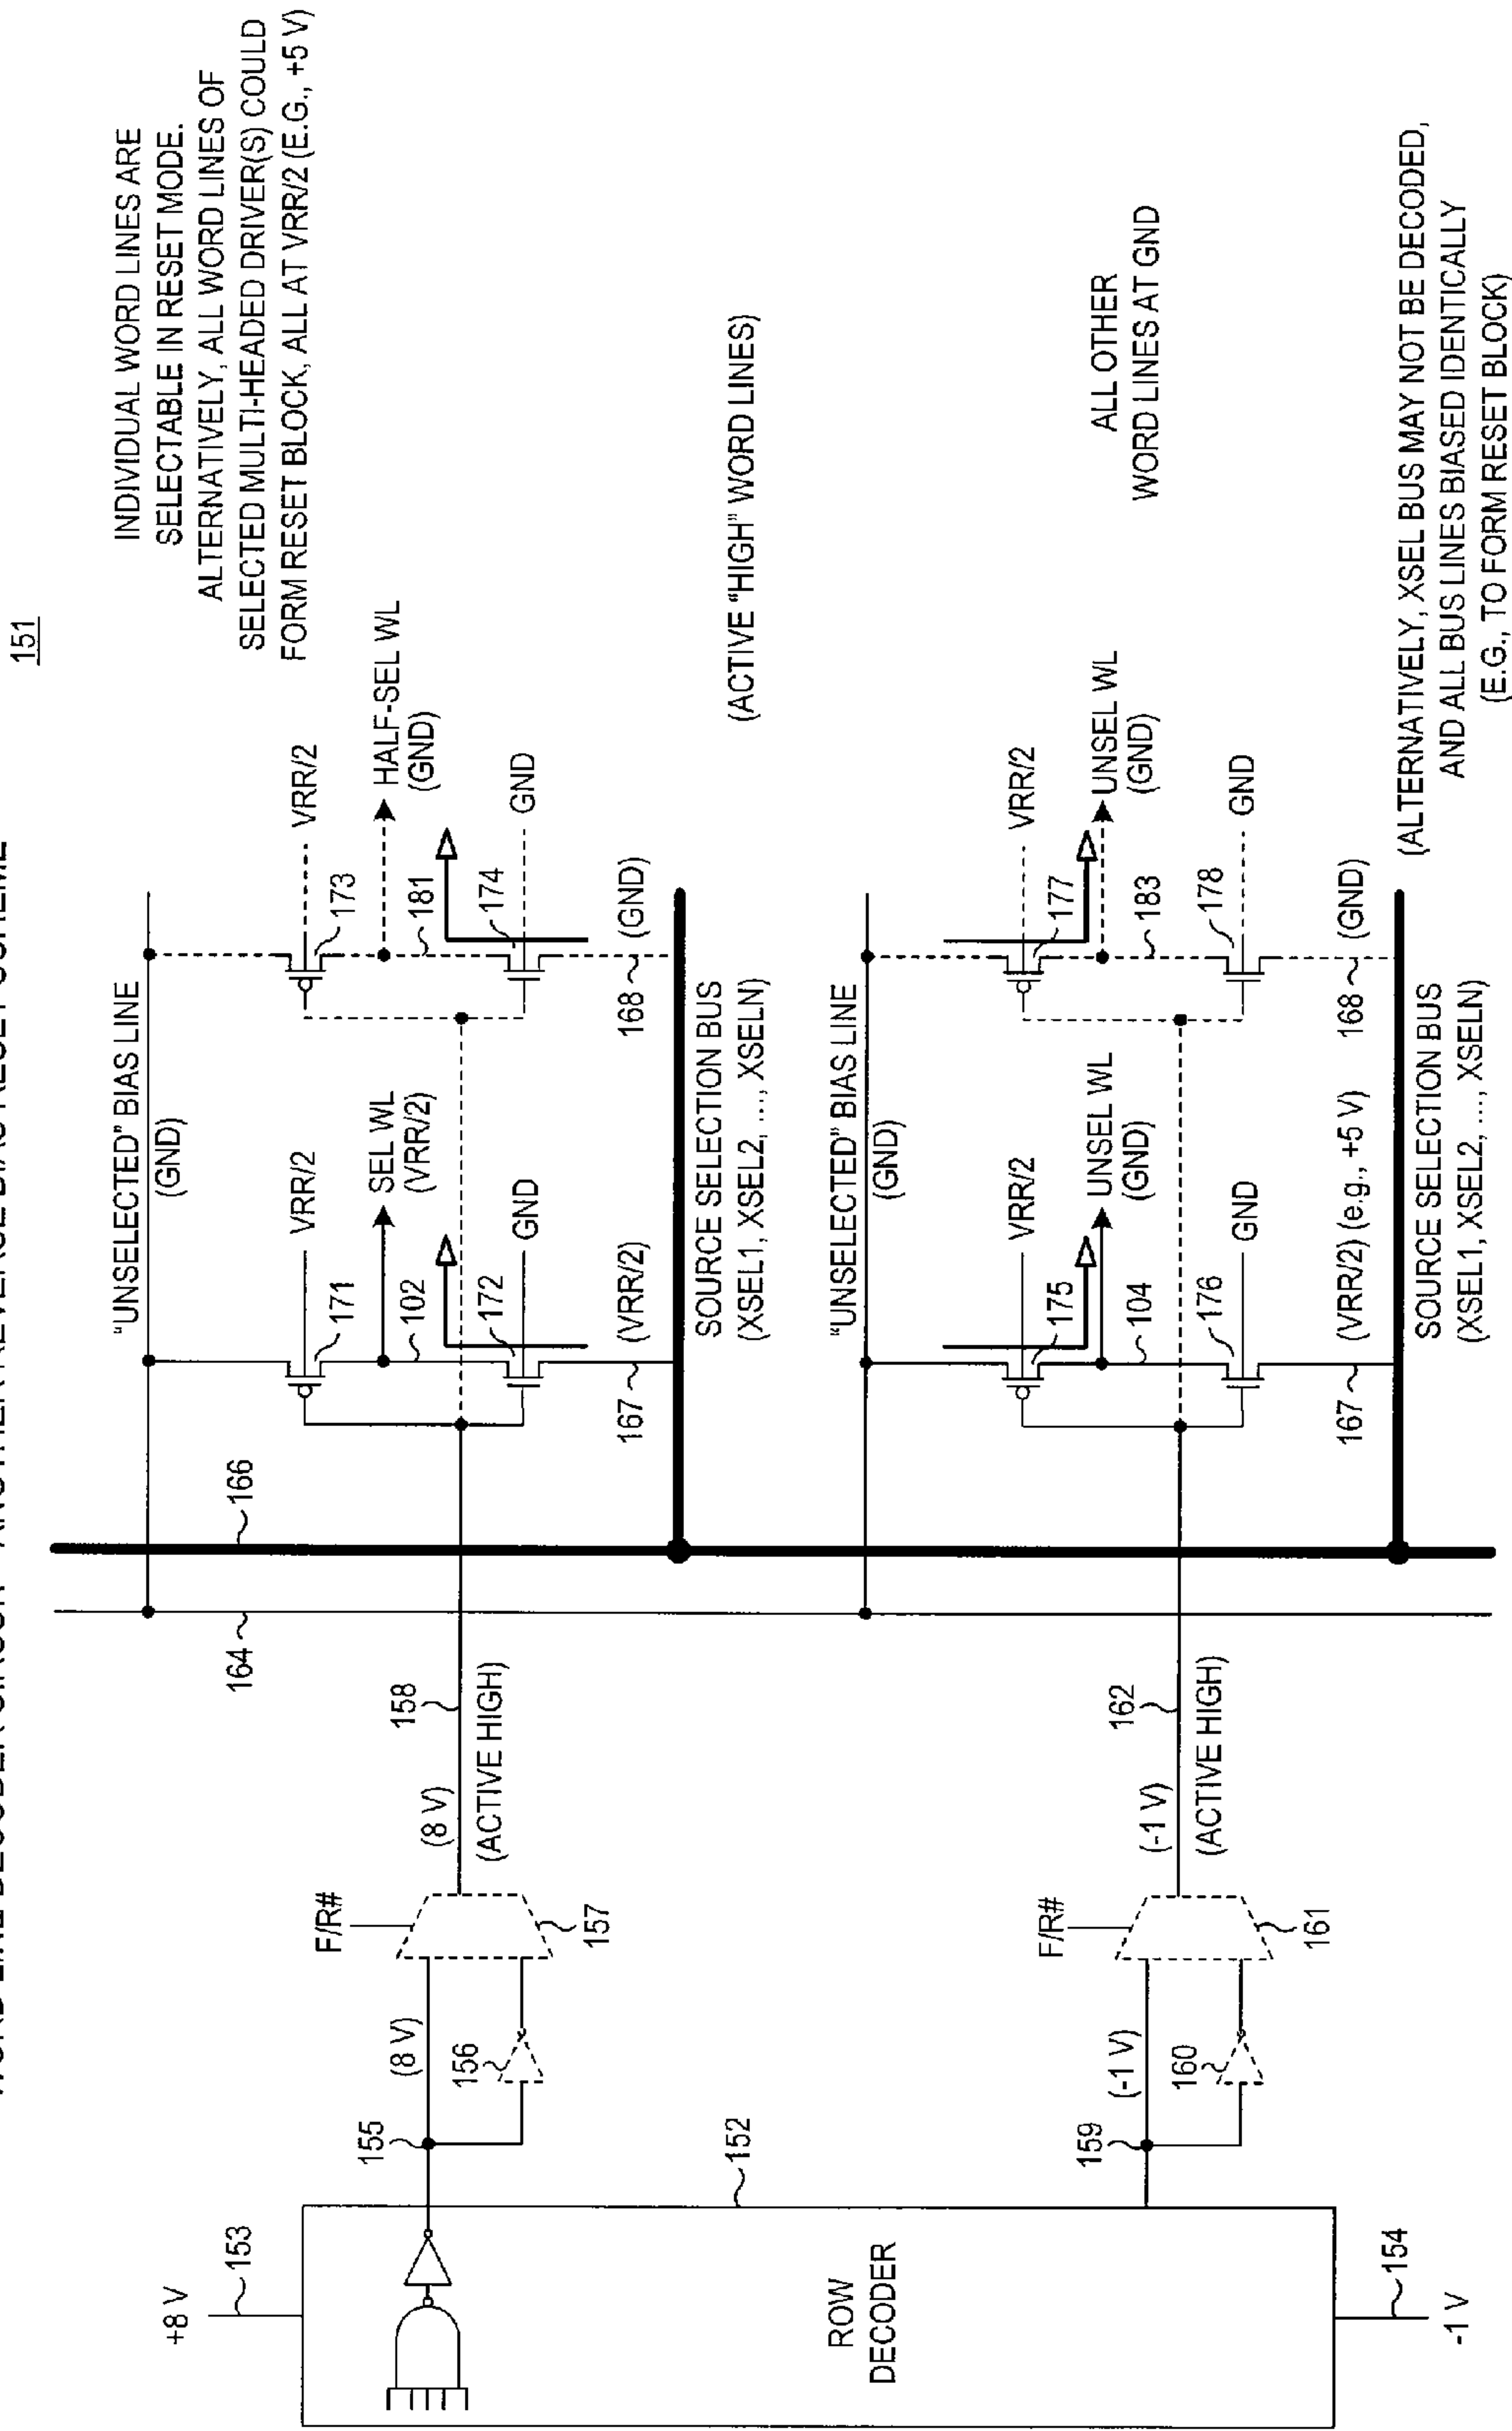 WORD LINE DECODER CIRCUIT - ANOTHER REVERSE BIAS RESET SCHEME
151
+8 V
153
ROW
DECODER
152
154
-1 V
155
(8 V)
156
F/R#
157
(8 V)
158
(ACTIVE HIGH)
159
(-1 V)
160
F/R#
161
(-1 V)
162
(ACTIVE HIGH)
164
166
"UNSELECTED" BIAS LINE
(GND)
VRR/2
171
SEL WL
(VRR/2)
102
172
GND
167
(VRR/2)
VRR/2
173
HALF-SEL WL
(GND)
181
174
GND
168
(GND)
SOURCE SELECTION BUS
(XSEL1, XSEL2, ..., XSELN)
INDIVIDUAL WORD LINES ARE
SELECTABLE IN RESET MODE.
ALTERNATIVELY, ALL WORD LINES OF
SELECTED MULTI-HEADED DRIVER(S) COULD
FORM RESET BLOCK, ALL AT VRR/2 (E.G., +5 V)
(ACTIVE "HIGH" WORD LINES)
"UNSELECTED" BIAS LINE
(GND)
VRR/2
175
UNSEL WL
(GND)
104
176
GND
167
(VRR/2) (e.g., +5 V)
VRR/2
177
UNSEL WL
(GND)
183
178
GND
168
(GND)
SOURCE SELECTION BUS
(XSEL1, XSEL2, ..., XSELN)
ALL OTHER
WORD LINES AT GND
(ALTERNATIVELY, XSEL BUS MAY NOT BE DECODED,
AND ALL BUS LINES BIASED IDENTICALLY
(E.G., TO FORM RESET BLOCK)